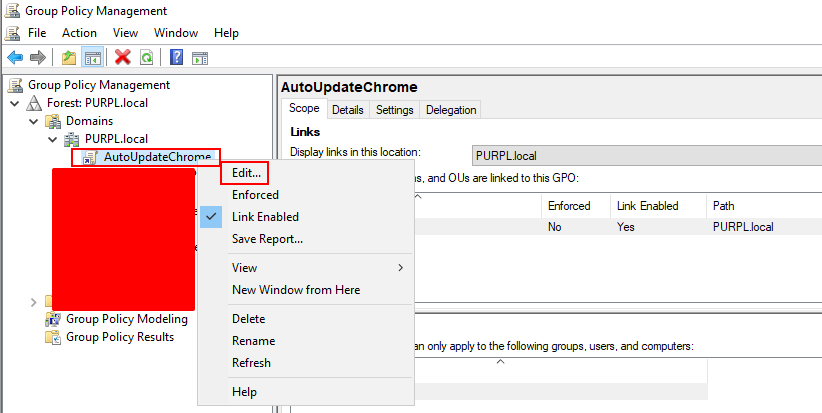 Group Policy Management
File Action View Window Help
Group Policy Management
Forest: PURPL.local
Domains
PURPL.local
AutoUpdateChrome
Group Policy Modeling
Group Policy Results
Edit...
Enforced
Link Enabled
Save Report...
View
New Window from Here
Delete
Rename
Refresh
Help
AutoUpdateChrome
Scope Details Settings Delegation
Links
Display links in this location: PURPL.local
and OUs are linked to this GPO:
Enforced Link Enabled Path
No Yes PURPL.local
only apply to the following groups, users, and computers: